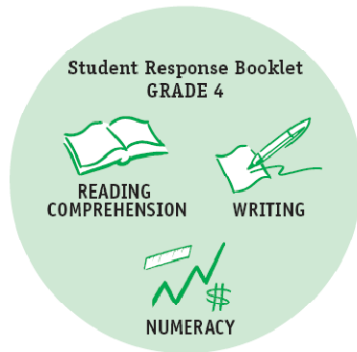 Student Response Booklet
GRADE 4
READING
COMPREHENSION
WRITING
$
NUMERACY